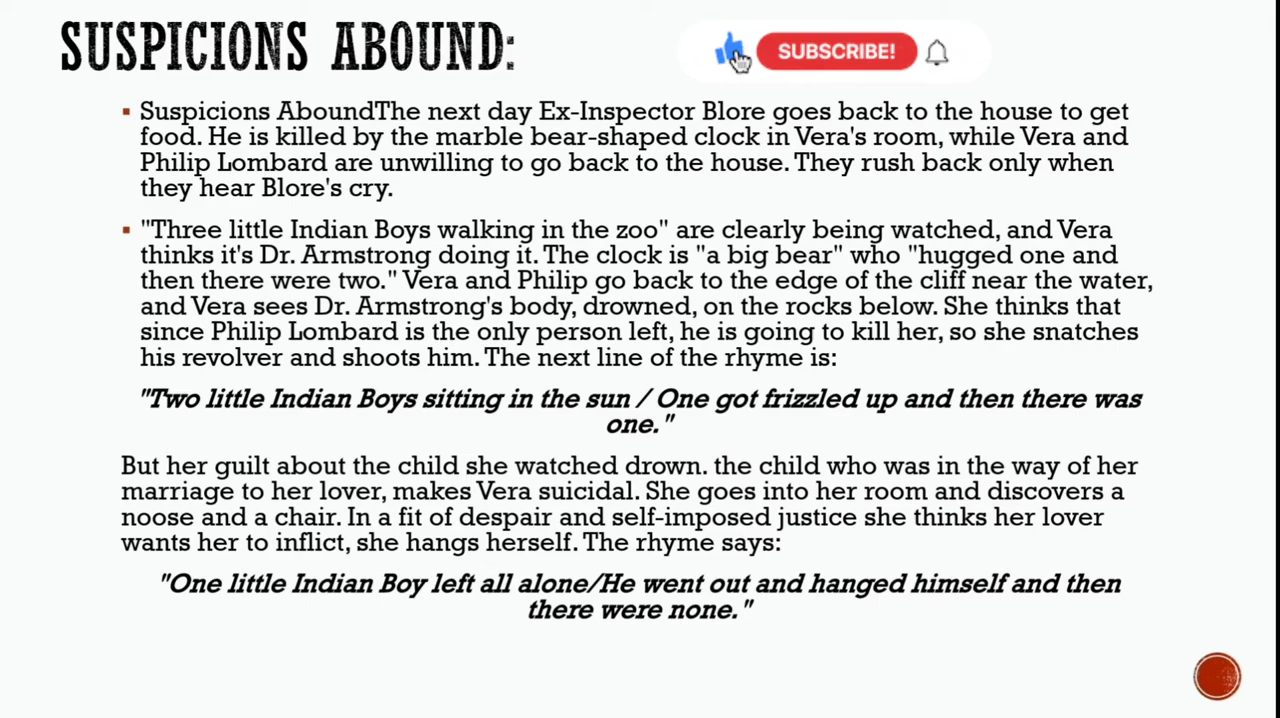 SUSPICIONS ABOUND:
SUBSCRIBE!
▪ Suspicions AboundThe next day Ex-Inspector Blore goes back to the house to get
food. He is killed by the marble bear-shaped clock in Vera's room, while Vera and
Philip Lombard are unwilling to go back to the house. They rush back only when
they hear Blore's cry.
▪ "Three little Indian Boys walking in the zoo" are clearly being watched, and Vera
thinks it's Dr. Armstrong doing it. The clock is "a big bear" who "hugged one and
then there were two." Vera and Philip go back to the edge of the cliff near the water,
and Vera sees Dr. Armstrong's body, drowned, on the rocks below. She thinks that
since Philip Lombard is the only person left, he is going to kill her, so she snatches
his revolver and shoots him. The next line of the rhyme is:
"Two little Indian Boys sitting in the sun / One got frizzled up and then there was
one."
But her guilt about the child she watched drown. the child who was in the way of her
marriage to her lover, makes Vera suicidal. She goes into her room and discovers a
noose and a chair. In a fit of despair and self-imposed justice she thinks her lover
wants her to inflict, she hangs herself. The rhyme says:
"One little Indian Boy left all alone/He went out and hanged himself and then
there were none."